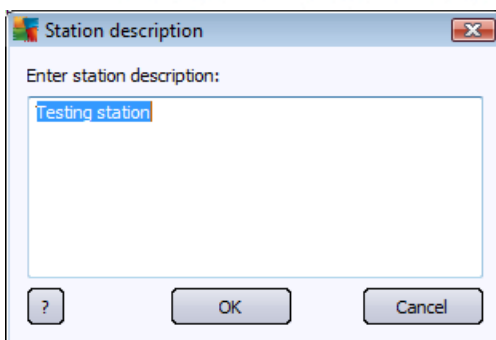 Station description
Enter station description:
Testing station
?
OK
Cancel